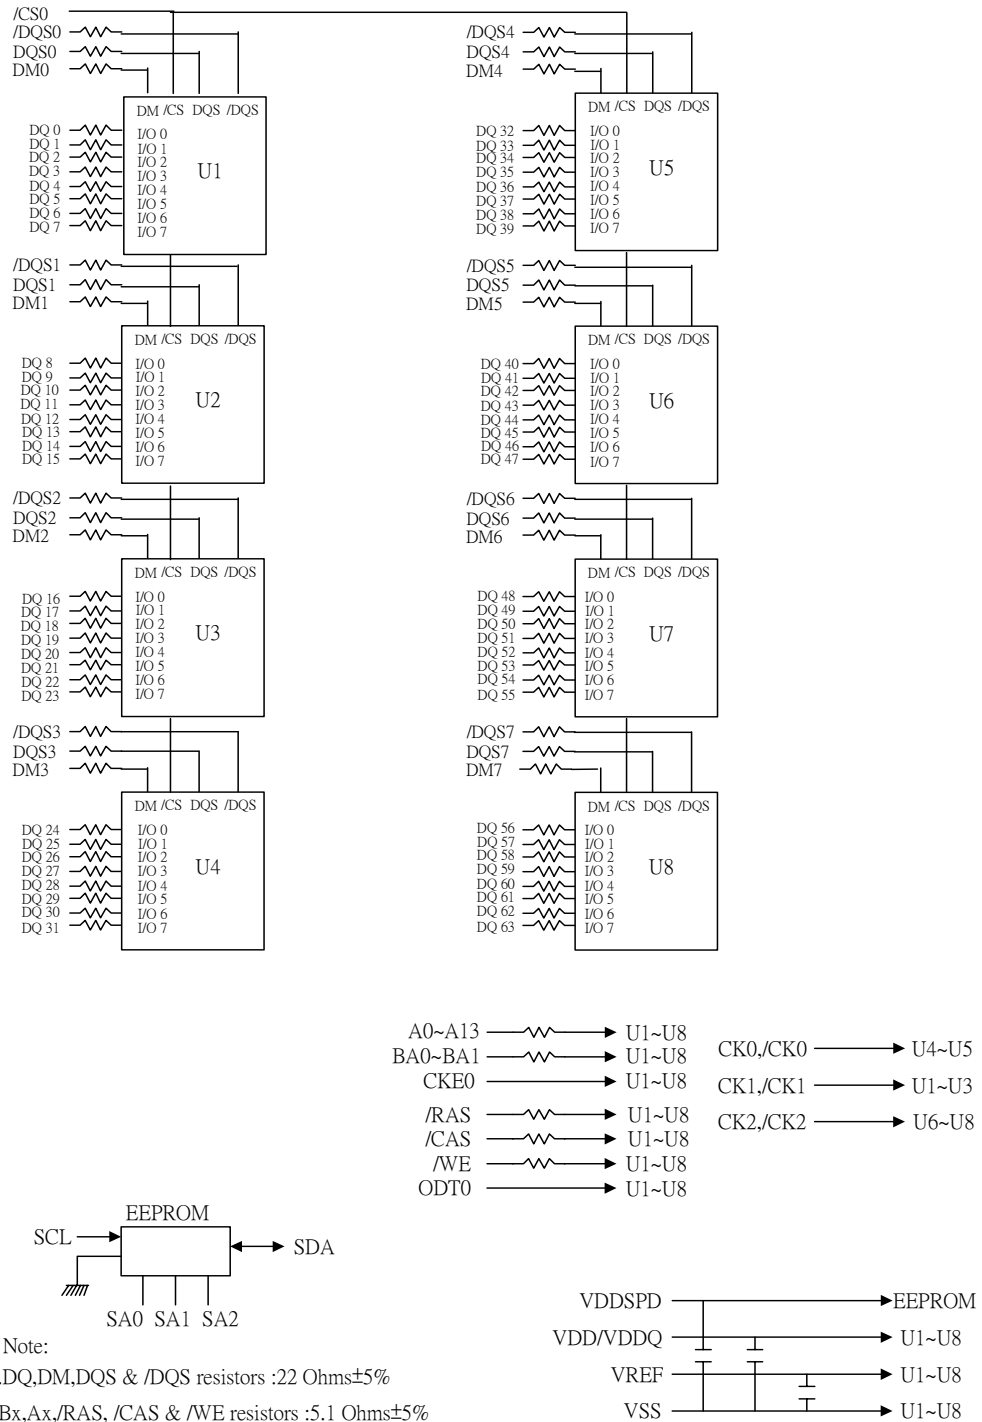 /CS0
/DQS0
DQS0
DM0
DM /CS DQS /DQS
DQ 0 I/O 0
DQ 1 I/O 1
DQ 2 I/O 2
DQ 3 I/O 3
DQ 4 I/O 4
DQ 5 I/O 5
DQ 6 I/O 6
DQ 7 I/O 7
U1
/DQS1
DQS1
DM1
DM /CS DQS /DQS
DQ 8 I/O 0
DQ 9 I/O 1
DQ 10 I/O 2
DQ 11 I/O 3
DQ 12 I/O 4
DQ 13 I/O 5
DQ 14 I/O 6
DQ 15 I/O 7
U2
/DQS2
DQS2
DM2
DM /CS DQS /DQS
DQ 16 I/O 0
DQ 17 I/O 1
DQ 18 I/O 2
DQ 19 I/O 3
DQ 20 I/O 4
DQ 21 I/O 5
DQ 22 I/O 6
DQ 23 I/O 7
U3
/DQS3
DQS3
DM3
DM /CS DQS /DQS
DQ 24 I/O 0
DQ 25 I/O 1
DQ 26 I/O 2
DQ 27 I/O 3
DQ 28 I/O 4
DQ 29 I/O 5
DQ 30 I/O 6
DQ 31 I/O 7
U4
/DQS4
DQS4
DM4
DM /CS DQS /DQS
DQ 32 I/O 0
DQ 33 I/O 1
DQ 34 I/O 2
DQ 35 I/O 3
DQ 36 I/O 4
DQ 37 I/O 5
DQ 38 I/O 6
DQ 39 I/O 7
U5
/DQS5
DQS5
DM5
DM /CS DQS /DQS
DQ 40 I/O 0
DQ 41 I/O 1
DQ 42 I/O 2
DQ 43 I/O 3
DQ 44 I/O 4
DQ 45 I/O 5
DQ 46 I/O 6
DQ 47 I/O 7
U6
/DQS6
DQS6
DM6
DM /CS DQS /DQS
DQ 48 I/O 0
DQ 49 I/O 1
DQ 50 I/O 2
DQ 51 I/O 3
DQ 52 I/O 4
DQ 53 I/O 5
DQ 54 I/O 6
DQ 55 I/O 7
U7
/DQS7
DQS7
DM7
DM /CS DQS /DQS
DQ 56 I/O 0
DQ 57 I/O 1
DQ 58 I/O 2
DQ 59 I/O 3
DQ 60 I/O 4
DQ 61 I/O 5
DQ 62 I/O 6
DQ 63 I/O 7
U8
A0~A13 U1~U8
BA0~BA1 U1~U8
CKE0 U1~U8
/RAS U1~U8
/CAS U1~U8
/WE U1~U8
ODT0 U1~U8
CK0,/CK0 U4~U5
CK1,/CK1 U1~U3
CK2,/CK2 U6~U8
EEPROM
SCL SDA
SA0 SA1 SA2
VDDSPD EEPROM
VDD/VDDQ U1~U8
VREF U1~U8
VSS U1~U8
Note:
.DQ,DM,DQS & /DQS resistors :22 Ohms±5%
Bx,Ax,/RAS, /CAS & /WE resistors :5.1 Ohms±5%